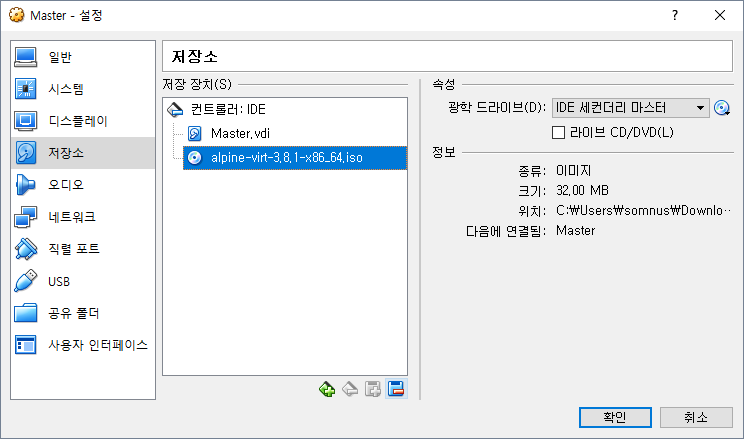 Master - 설정
일반
시스템
디스플레이
저장소
오디오
네트워크
직렬 포트
USB
공유 폴더
사용자 인터페이스
저장소
저장 장치(S)
컨트롤러: IDE
Master.vdi
alpine-virt-3.8.1-x86_64.iso
속성
광학 드라이브(D): IDE 세컨더리 마스터
라이브 CD/DVD(L)
정보
종류: 이미지
크기: 32.00 MB
위치: C:₩Users₩somnus₩Downlo···
다음에 연결됨: Master
확인
취소